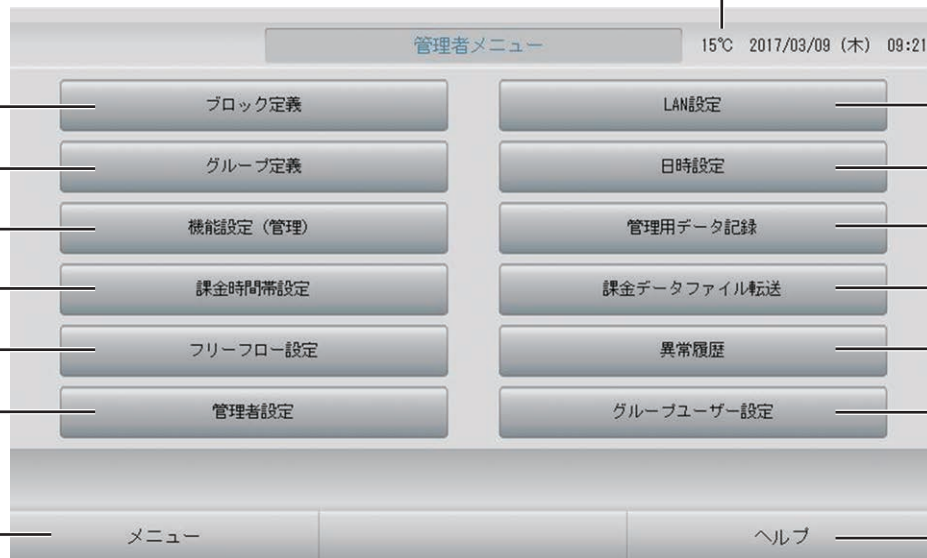 管理者メニュー 15℃ 2017/03/09 (木) 09:21
ブロック定義 LAN設定
グループ定義 日時設定
機能設定（管理） 管理用データ記録
課金時間帯設定 課金データファイル転送
フリーフロー設定 異常履歴
管理者設定 グループユーザー設定
メニュー ヘルプ